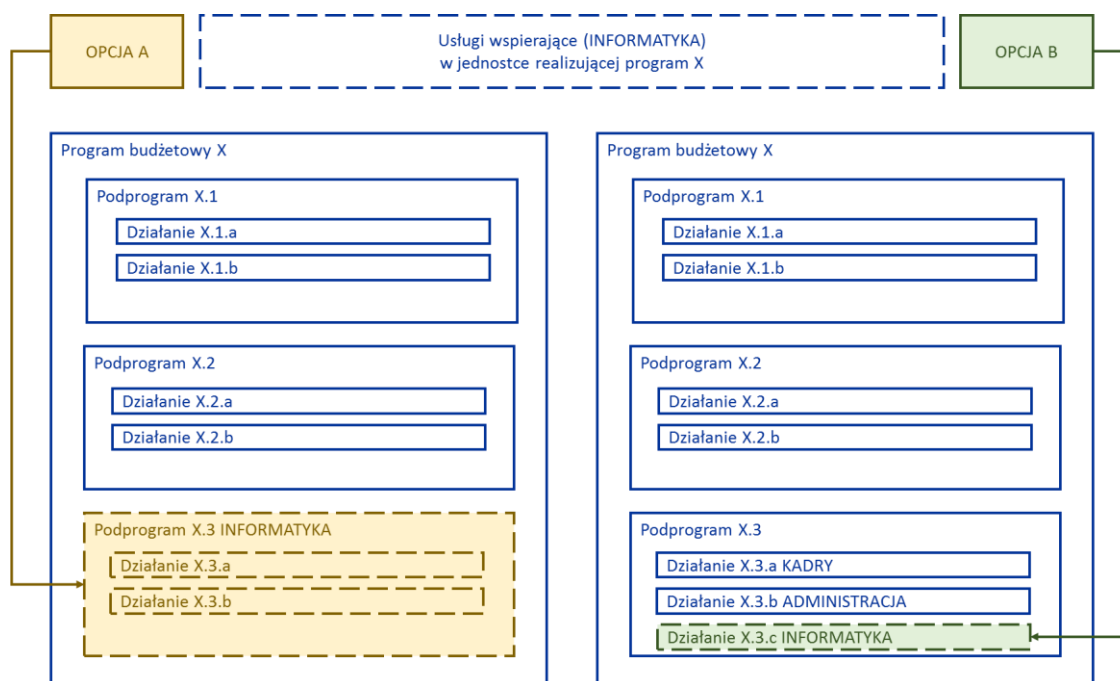 OPCJA A
Usługi wspierające (INFORMATYKA)
w jednostce realizującej program X
OPCJA B
Program budżetowy X
Podprogram X.1
Działanie X.1.a
Działanie X.1.b
Podprogram X.2
Działanie X.2.a
Działanie X.2.b
Podprogram X.3 INFORMATYKA
Działanie X.3.a
Działanie X.3.b
Program budżetowy X
Podprogram X.1
Działanie X.1.a
Działanie X.1.b
Podprogram X.2
Działanie X.2.a
Działanie X.2.b
Podprogram X.3
Działanie X.3.a KADRY
Działanie X.3.b ADMINISTRACJA
Działanie X.3.c INFORMATYKA